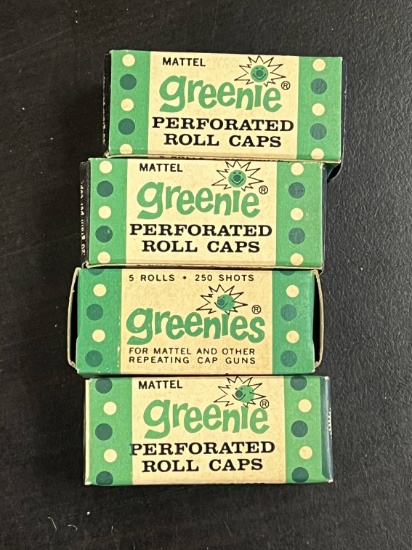 MATTEL
greenie®
PERFORATED
ROLL CAPS
MATTEL
greenie®
PERFORATED
ROLL CAPS
5 ROLLS • 250 SHOTS
greenies®
FOR MATTEL AND OTHER
REPEATING CAP GUNS
MATTEL
greenie®
PERFORATED
ROLL CAPS